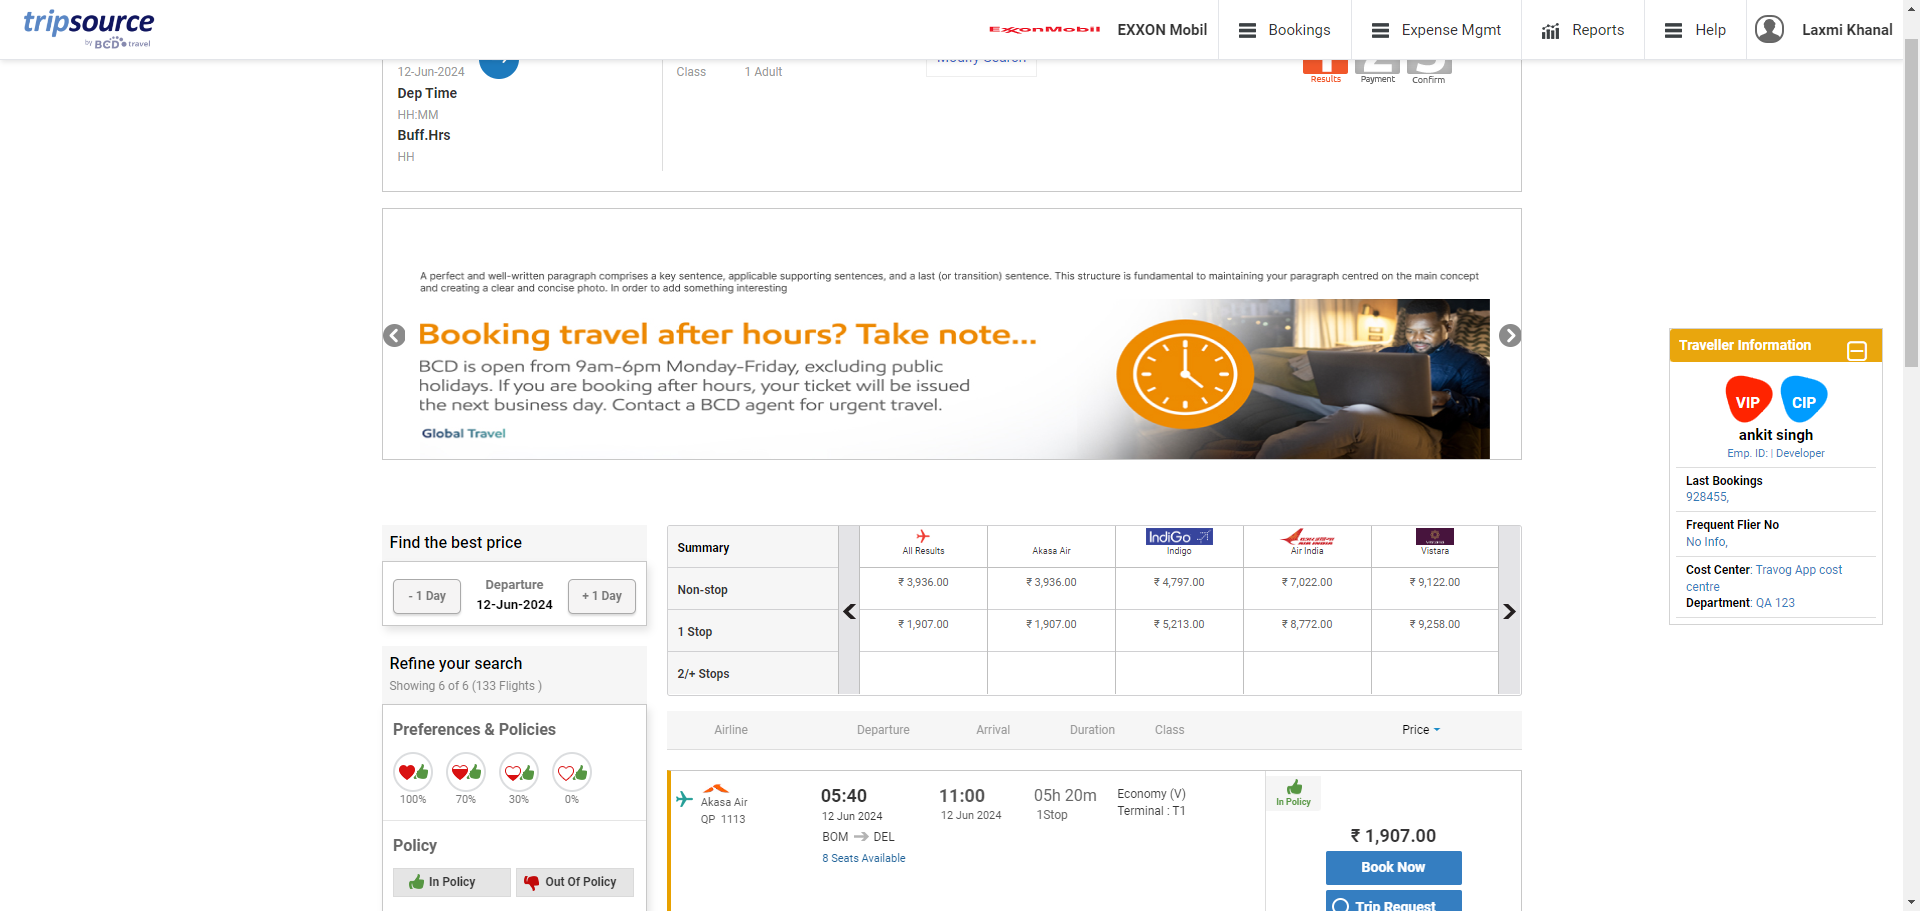 tripsource
by BCD travel
ExxonMobil
EXXON Mobil
Bookings
Expense Mgmt
Reports
Help
Laxmi Khanal
12-Jun-2024
Dep Time
HH:MM
Buff.Hrs
HH
Class
1 Adult
Modify Search
Results
Payment
Confirm
A perfect and well-written paragraph comprises a key sentence, applicable supporting sentences, and a last (or transition) sentence. This structure is fundamental to maintaining your paragraph centred on the main concept
and creating a clear and concise photo. In order to add something interesting
Booking travel after hours? Take note...
BCD is open from 9am-6pm Monday-Friday, excluding public
holidays. If you are booking after hours, your ticket will be issued
the next business day. Contact a BCD agent for urgent travel.
Global Travel
Traveller Information
VIP
CIP
ankit singh
Emp. ID: | Developer
Last Bookings
928455,
Frequent Flier No
No Info,
Cost Center: Travog App cost
centre
Department: QA 123
Find the best price
- 1 Day
Departure
12-Jun-2024
+ 1 Day
Refine your search
Showing 6 of 6 (133 Flights )
Preferences & Policies
100%
70%
30%
0%
Policy
In Policy
Out Of Policy
Summary
All Results
Akasa Air
IndiGo
Indigo
AIR INDIA
Air India
Vistara
Non-stop
₹ 3,936.00
₹ 3,936.00
₹ 4,797.00
₹ 7,022.00
₹ 9,122.00
1 Stop
₹ 1,907.00
₹ 1,907.00
₹ 5,213.00
₹ 8,772.00
₹ 9,258.00
2/+ Stops
Airline
Departure
Arrival
Duration
Class
Price
Akasa Air
QP 1113
05:40
12 Jun 2024
BOM
DEL
8 Seats Available
11:00
12 Jun 2024
05h 20m
1Stop
Economy (V)
Terminal : T1
In Policy
₹ 1,907.00
Book Now
Trip Request